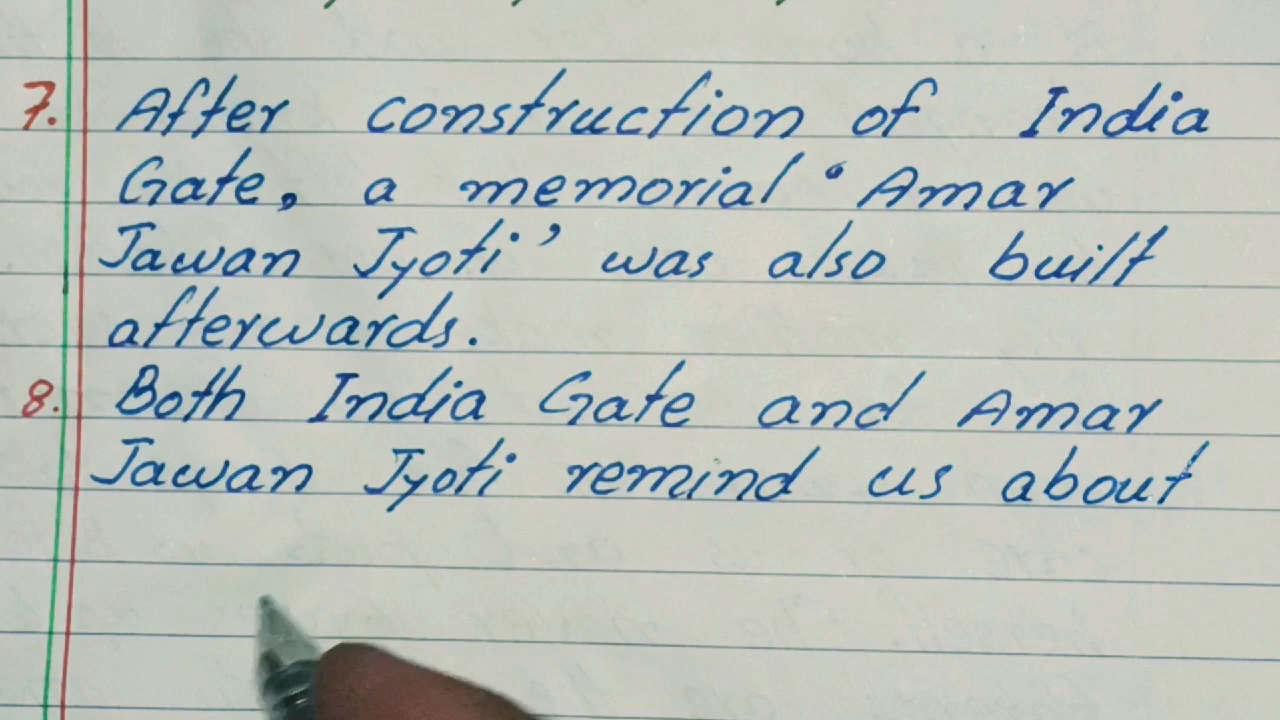 7. After construction of India
Gate, a memorial ‘Amar
Jawan Jyoti’ was also built
afterwards.
8. Both India Gate and Amar
Jawan Jyoti remind us about